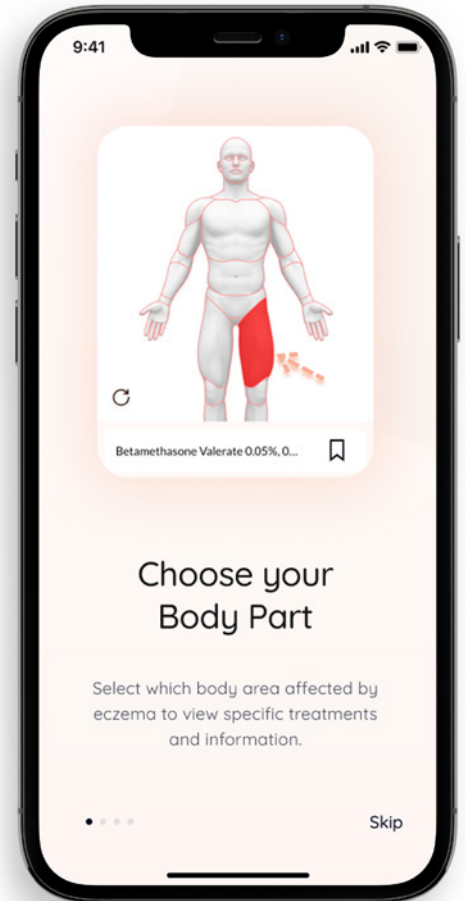 9:41
Betamethasone Valerate 0.05%, 0...
Choose your
Body Part
Select which body area affected by
eczema to view specific treatments
and information.
Skip